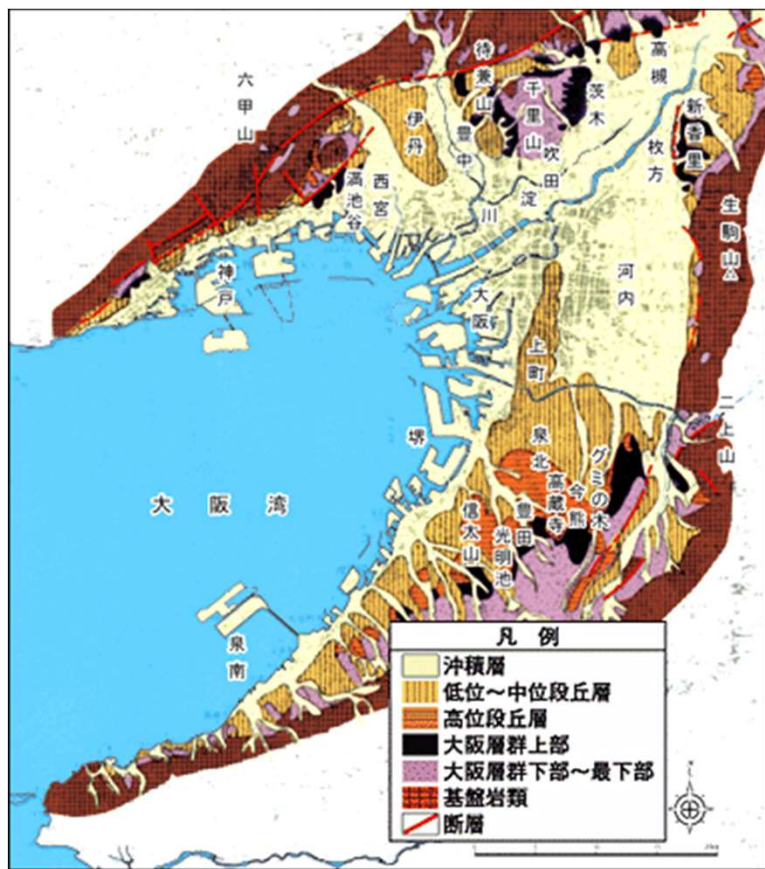 六甲山
待兼山
高槻
千里山
茨木
伊丹
豊中
吹田
新香里
枚方
満池谷
西宮
川
淀
生駒山
神戸
河内
大阪
上町
二上山
堺
泉北
グミの木
今熊
高蔵寺
大阪湾
信太山
光明池
豊田
泉南
凡例
沖積層
低位～中位段丘層
高位段丘層
大阪層群上部
大阪層群下部～最下部
基盤岩類
断層